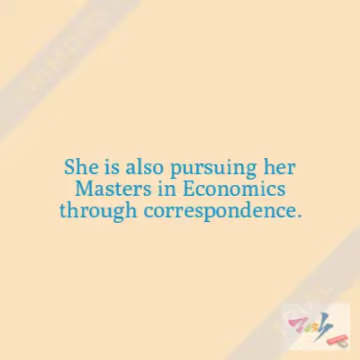 She is also pursuing her
Masters in Economics
through correspondence.